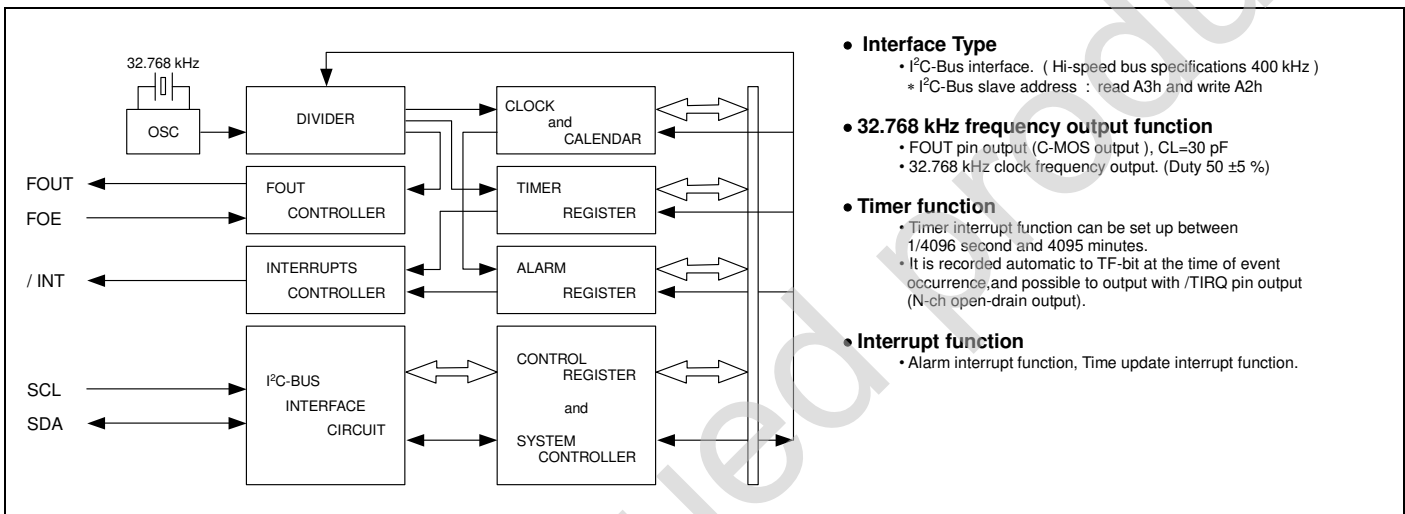 32.768 kHz
OSC
DIVIDER
CLOCK
and
CALENDAR
FOUT
FOE
FOUT
CONTROLLER
TIMER
REGISTER
/ INT
INTERRUPTS
CONTROLLER
ALARM
REGISTER
SCL
SDA
I²C-BUS
INTERFACE
CIRCUIT
CONTROL
REGISTER
and
SYSTEM
CONTROLLER
● Interface Type
• I²C-Bus interface. ( Hi-speed bus specifications 400 kHz )
∗ I²C-Bus slave address : read A3h and write A2h
● 32.768 kHz frequency output function
• FOUT pin output (C-MOS output ), CL=30 pF
• 32.768 kHz clock frequency output. (Duty 50 ±5 %)
● Timer function
• Timer interrupt function can be set up between
1/4096 second and 4095 minutes.
• It is recorded automatic to TF-bit at the time of event
occurrence,and possible to output with /TIRQ pin output
(N-ch open-drain output).
● Interrupt function
• Alarm interrupt function, Time update interrupt function.